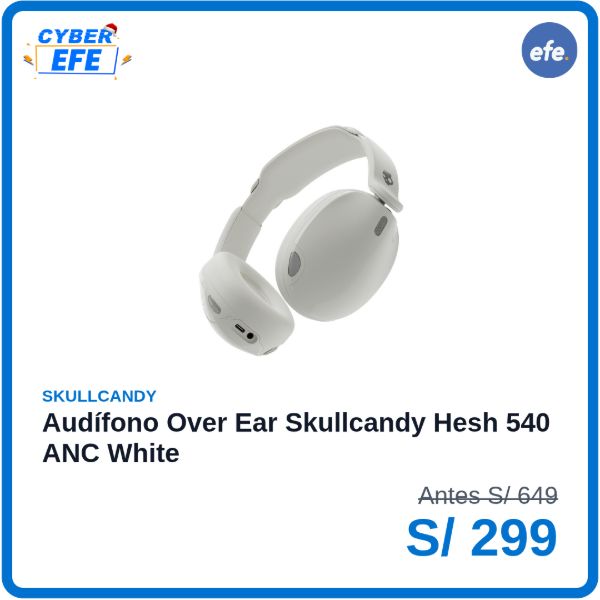 CYBER
EFE
efe.
SKULLCANDY
Audífono Over Ear Skullcandy Hesh 540
ANC White
Antes S/ 649
S/ 299